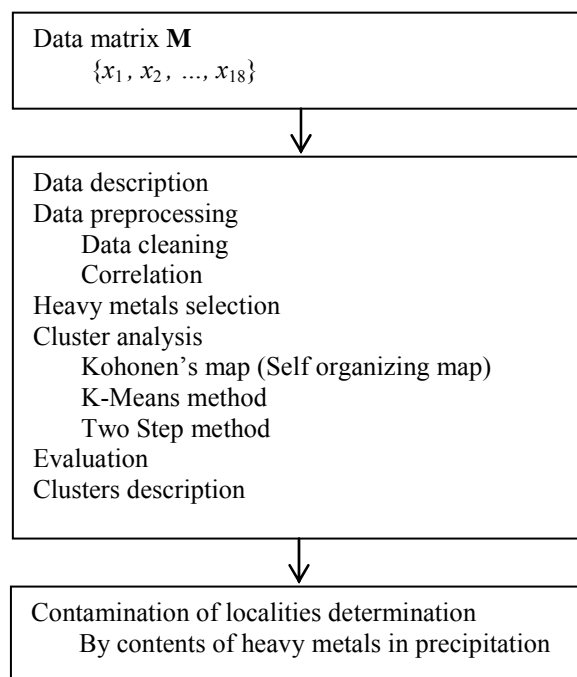 Data matrix M
{x1 , x2 , ..., x18}
Data description
Data preprocessing
Data cleaning
Correlation
Heavy metals selection
Cluster analysis
Kohonen’s map (Self organizing map)
K-Means method
Two Step method
Evaluation
Clusters description
Contamination of localities determination
By contents of heavy metals in precipitation